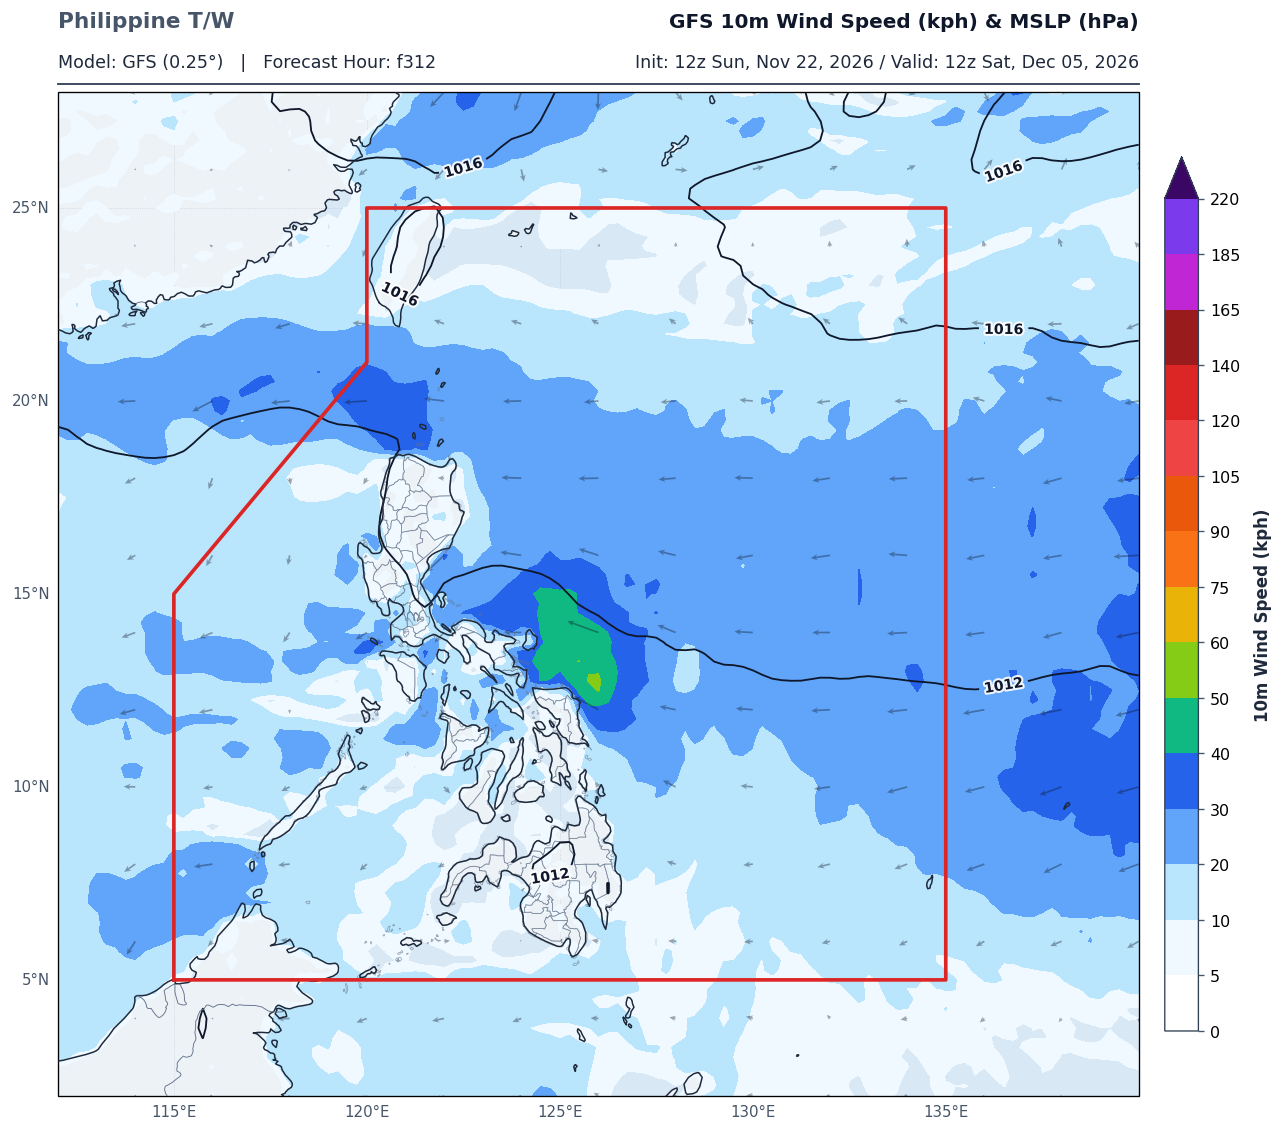 Philippine T/W
GFS 10m Wind Speed (kph) & MSLP (hPa)
Model: GFS (0.25°)   |   Forecast Hour: f312
Init: 12z Sun, Nov 22, 2026 / Valid: 12z Sat, Dec 05, 2026
1016
1016
1016
1016
1012
1012
25°N
20°N
15°N
10°N
5°N
115°E
120°E
125°E
130°E
135°E
220
185
165
140
120
105
90
75
60
50
40
30
20
10
5
0
10m Wind Speed (kph)